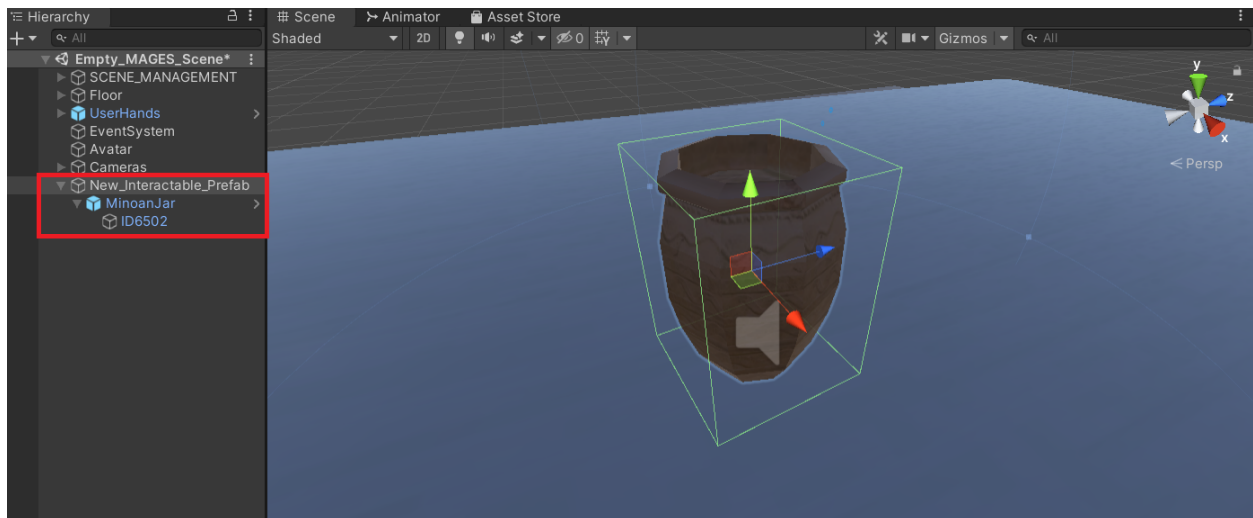 Hierarchy
All
Empty_MAGES_Scene*
SCENE_MANAGEMENT
Floor
UserHands
EventSystem
Avatar
Cameras
New_Interactable_Prefab
MinoanJar
ID6502
Scene Animator Asset Store
Shaded 2D 0 Gizmos All
y
z
x
Persp